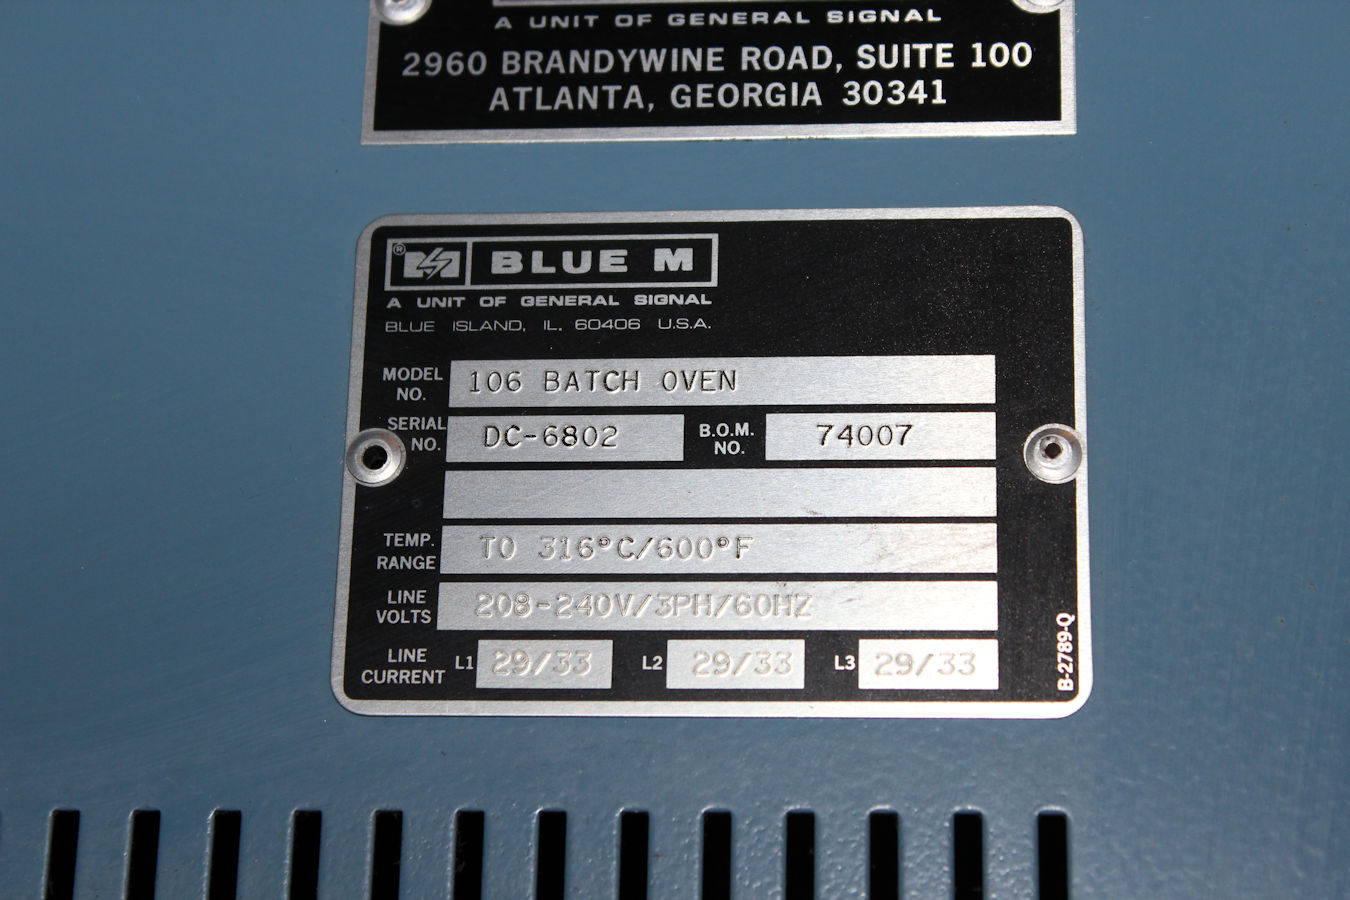 A UNIT OF GENERAL SIGNAL
2960 BRANDYWINE ROAD, SUITE 100
ATLANTA, GEORGIA 30341
® BLUE M
A UNIT OF GENERAL SIGNAL
BLUE ISLAND, IL. 60406 U.S.A.
MODEL NO. 106 BATCH OVEN
SERIAL NO. DC-6802 B.O.M. NO. 74007
TEMP. RANGE TO 316°C/600°F
LINE VOLTS 208-240V/3PH/60HZ
LINE CURRENT L1 29/33 L2 29/33 L3 29/33
B-2789-Q